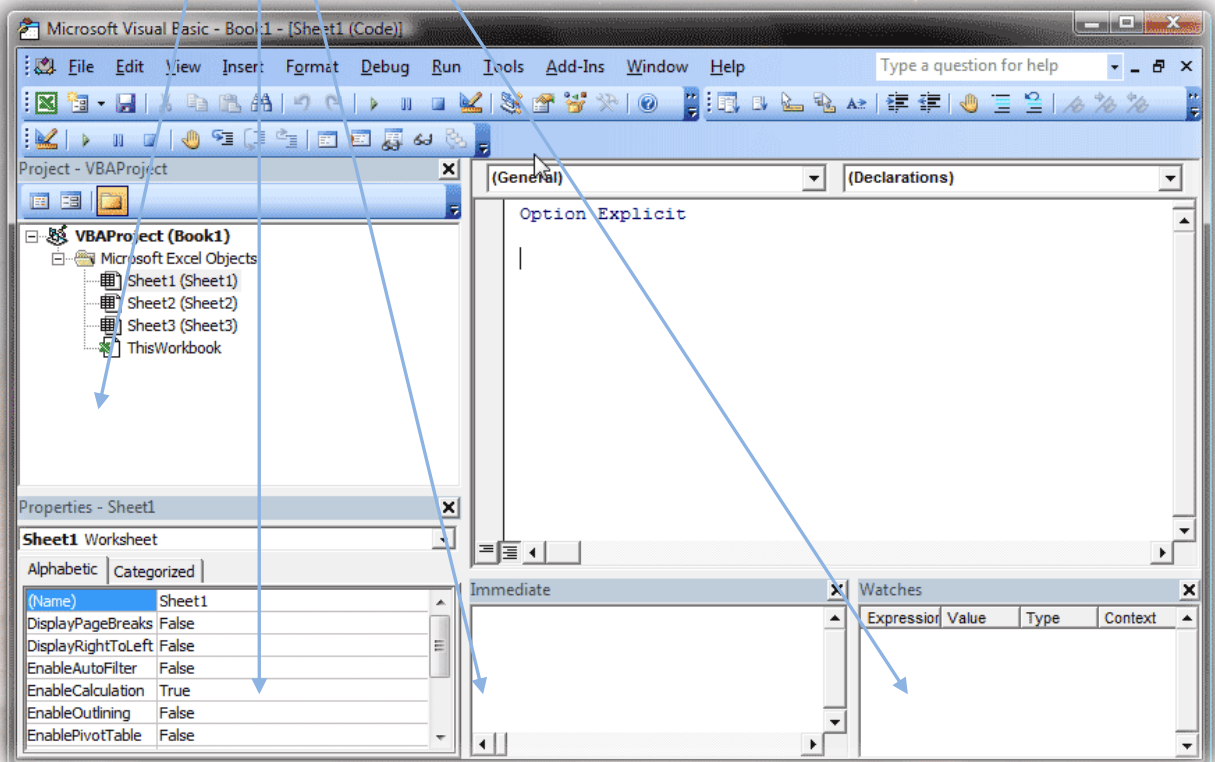 Microsoft Visual Basic - Book1 - [Sheet1 (Code)]
File Edit View Insert Format Debug Run Tools Add-Ins Window Help Type a question for help
Project - VBAProject
(General) (Declarations)
Option Explicit
VBAProject (Book1)
Microsoft Excel Objects
Sheet1 (Sheet1)
Sheet2 (Sheet2)
Sheet3 (Sheet3)
ThisWorkbook
Properties - Sheet1
Sheet1 Worksheet
Alphabetic Categorized
(Name) Sheet1
DisplayPageBreaks False
DisplayRightToLeft False
EnableAutoFilter False
EnableCalculation True
EnableOutlining False
EnablePivotTable False
Immediate
Watches
Expression Value Type Context